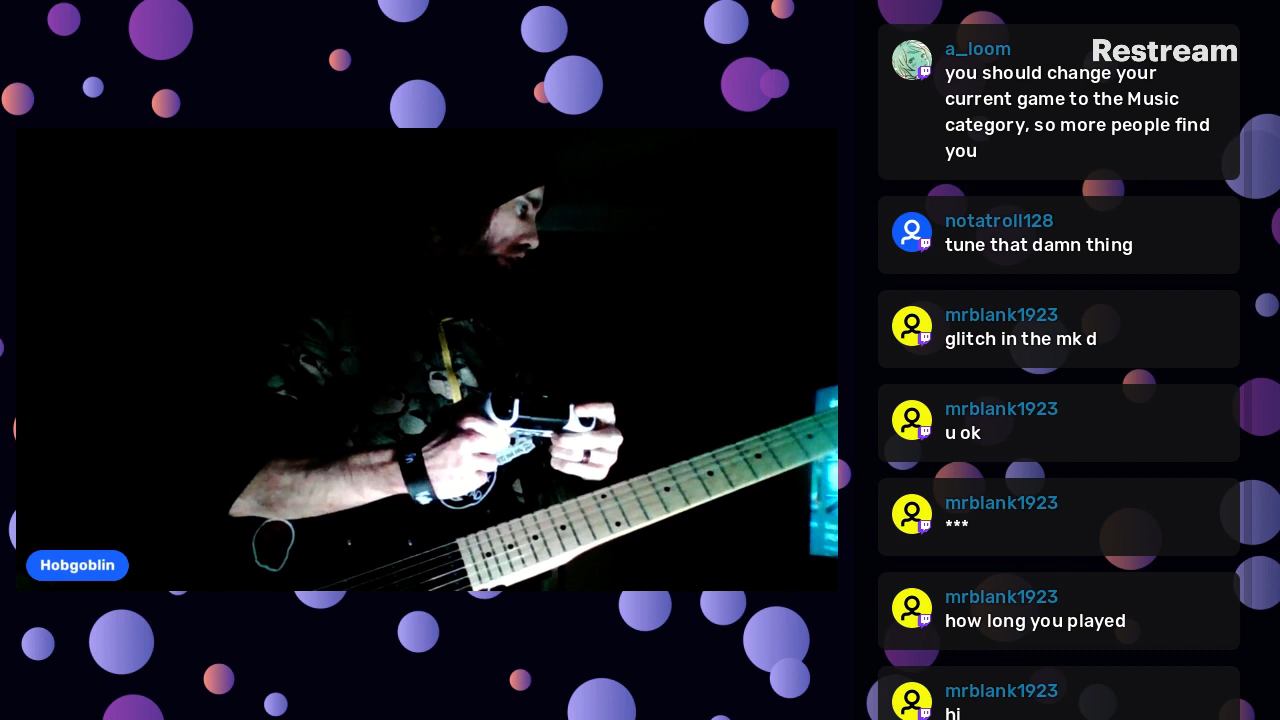 Restream
a_loom
you should change your
current game to the Music
category, so more people find
you
notatroll128
tune that damn thing
mrblank1923
glitch in the mk d
mrblank1923
u ok
mrblank1923
***
mrblank1923
how long you played
mrblank1923
hi
Hobgoblin